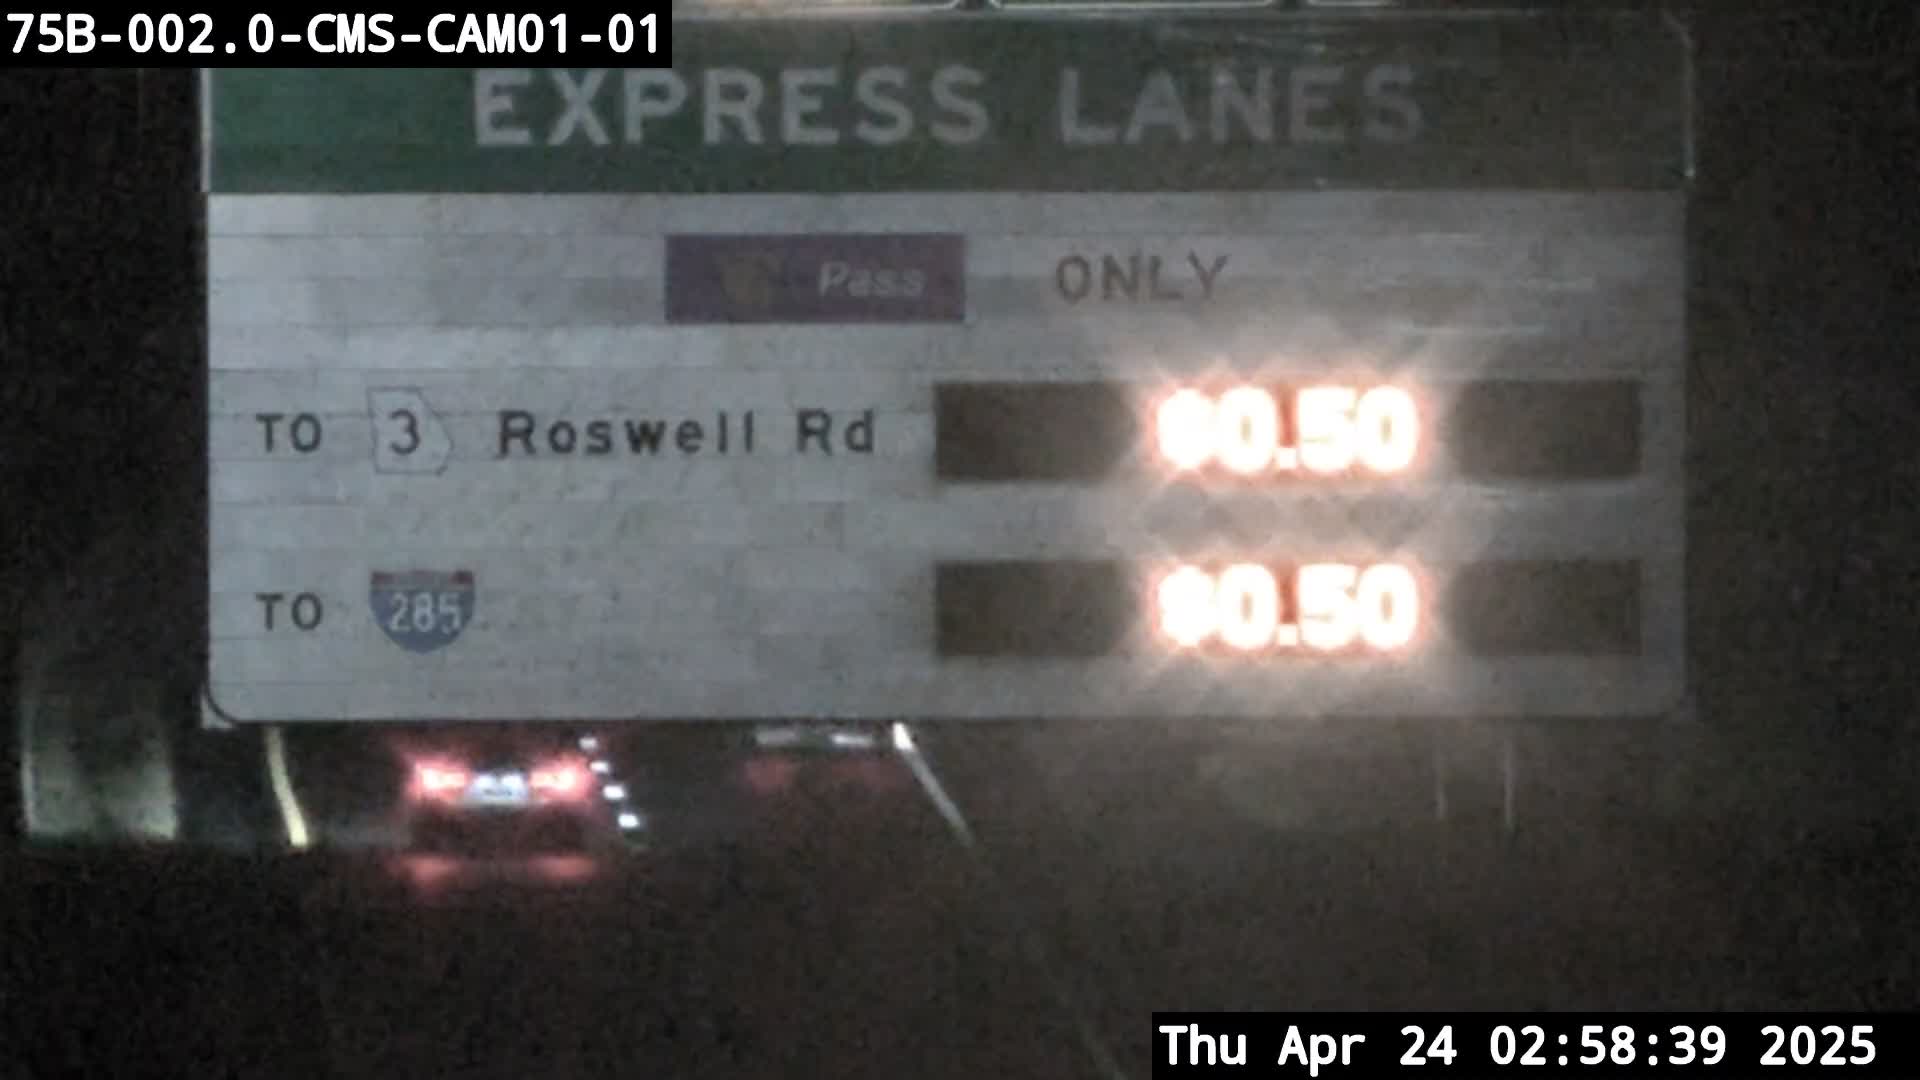 75B-002.0-CMS-CAM01-01
EXPRESS LANES
Pass ONLY
TO 3 Roswell Rd $0.50
TO 285 $0.50
Thu Apr 24 02:58:39 2025